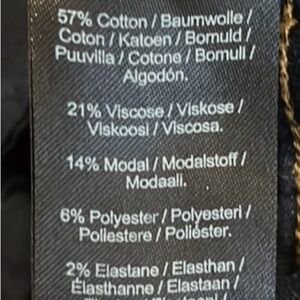 57% Cotton / Baumwolle /
Coton / Katoen / Bomuld /
Puuvilla / Cotone / Bomull /
Algodón.
21% Viscose / Viskose /
Viskoosi / Viscosa.
14% Modal / Modalstoff /
Modaali.
6% Polyester / Polyesteri /
Poliestere / Poliéster.
2% Elastane / Elasthan /
Élasthanne / Elastaan /